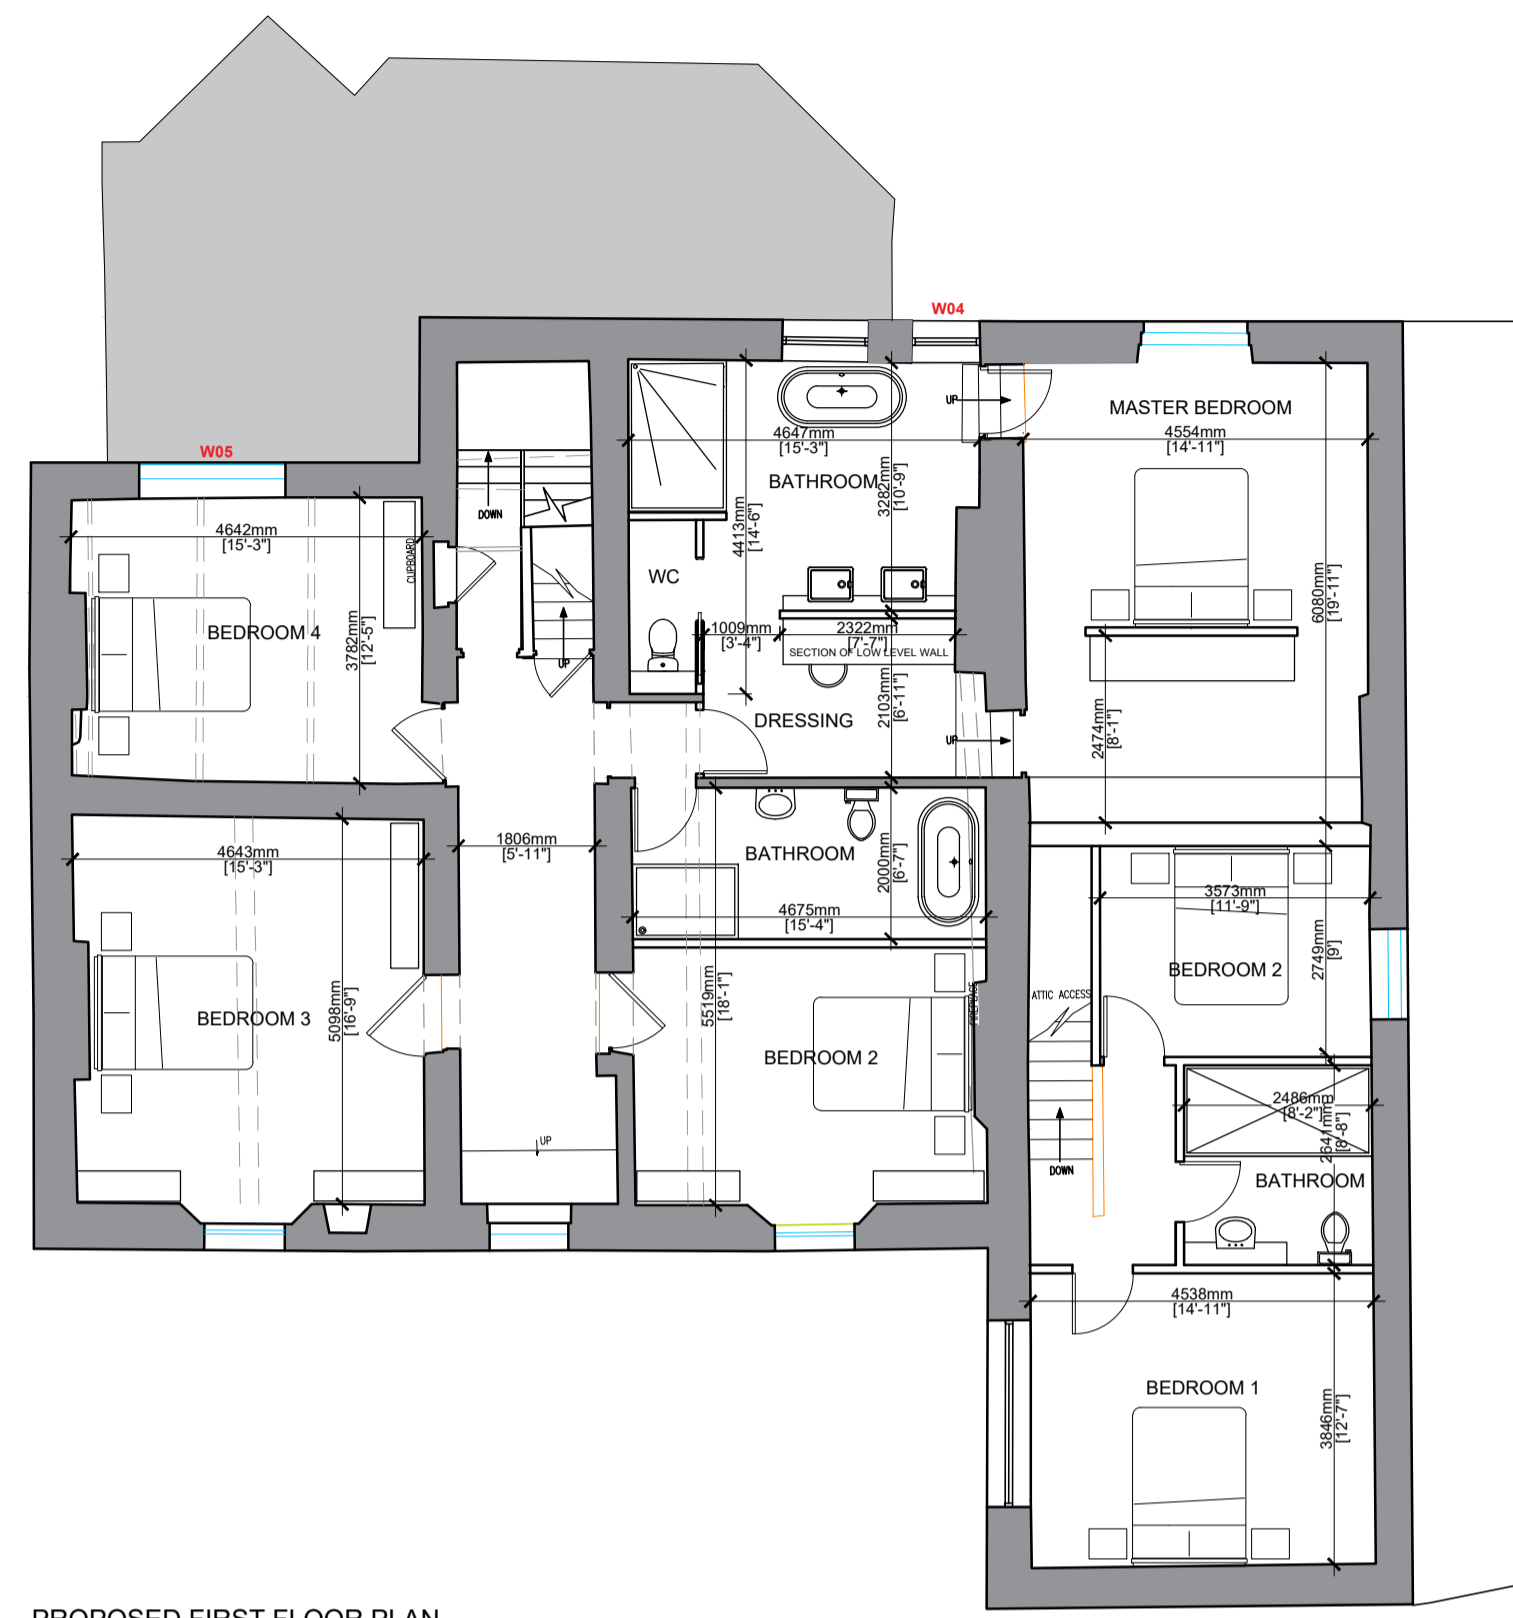 W04
W05
MASTER BEDROOM
UP
4647mm
[15'-3"]
4554mm
[14'-11"]
BATHROOM
3282mm
[10'-9"]
4413mm
[14'-6"]
DOWN
4642mm
[15'-3"]
CUPBOARD
WC
6080mm
[19'-11"]
BEDROOM 4
3782mm
[12'-5"]
1009mm
[3'-4"]
2322mm
[7'-7"]
SECTION OF LOW LEVEL WALL
UP
2103mm
[6'-11"]
DRESSING
UP
2474mm
[8'-1"]
4643mm
[15'-3"]
1806mm
[5'-11"]
BATHROOM
2000mm
[6'-7"]
4675mm
[15'-4"]
3573mm
[11'-9"]
2749mm
[9']
BEDROOM 2
ATTIC ACCESS
5098mm
[16'-9"]
BEDROOM 3
5519mm
[18'-1"]
FIREPLACE
BEDROOM 2
2486mm
[8'-2"]
2641mm
[8'-8"]
UP
DOWN
BATHROOM
4538mm
[14'-11"]
BEDROOM 1
3846mm
[12'-7"]
PROPOSED FIRST FLOOR PLAN